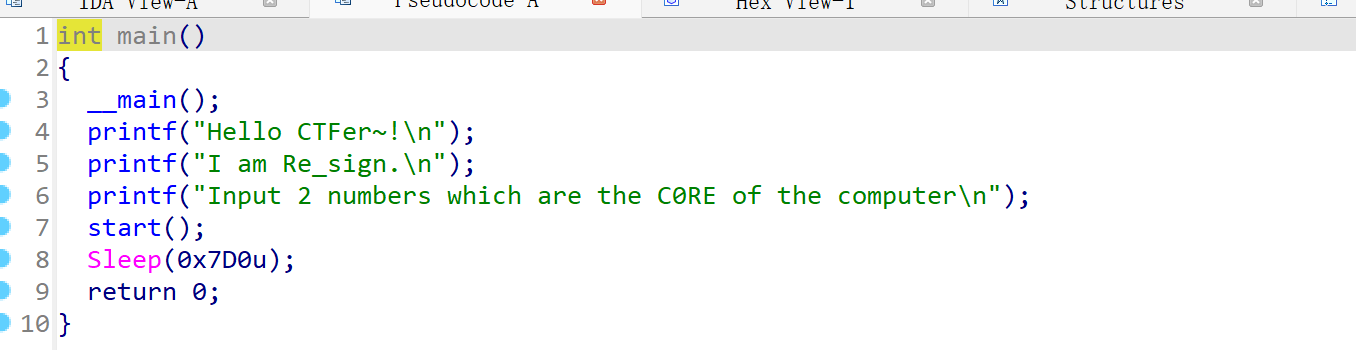 IDA View-A Pseudocode A Hex View-1 Structures
1 int main()
2 {
3 __main();
4 printf("Hello CTFer~!\n");
5 printf("I am Re_sign.\n");
6 printf("Input 2 numbers which are the C0RE of the computer\n");
7 start();
8 Sleep(0x7D0u);
9 return 0;
10 }